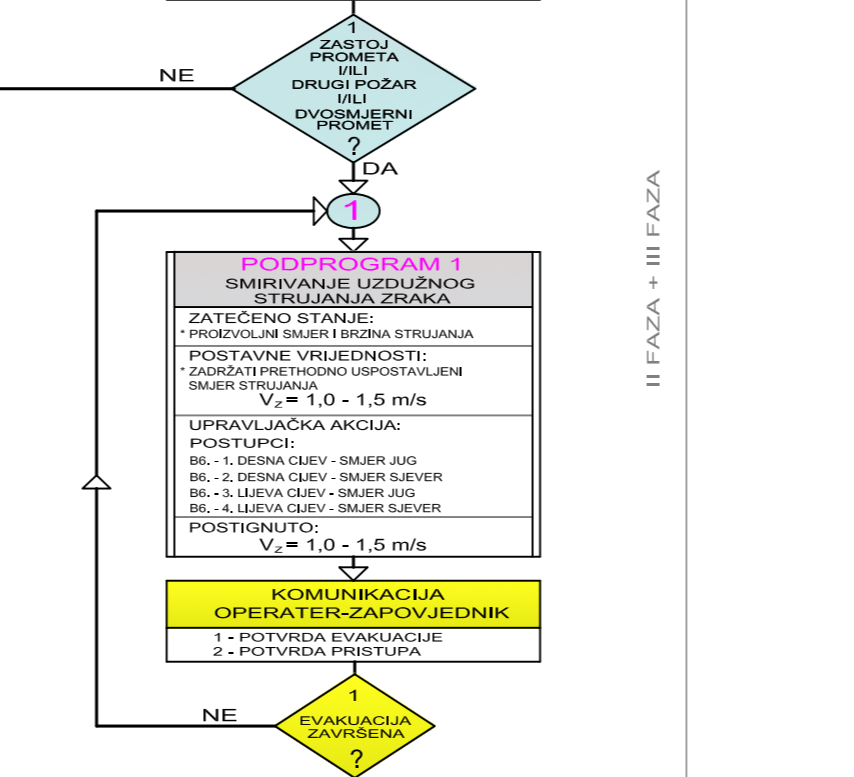 1
ZASTOJ
PROMETA
I/ILI
DRUGI POŽAR
I/ILI
DVOSMJERNI
PROMET
?
NE
DA
1
PODPROGRAM 1
SMIRIVANJE UZDUŽNOG
STRUJANJA ZRAKA
ZATEČENO STANJE:
* PROIZVOLJNI SMJER I BRZINA STRUJANJA
POSTAVNE VRIJEDNOSTI:
* ZADRŽATI PRETHODNO USPOSTAVLJENI
SMJER STRUJANJA
Vz = 1,0 - 1,5 m/s
UPRAVLJAČKA AKCIJA:
POSTUPCI:
B6. - 1. DESNA CIJEV - SMJER JUG
B6. - 2. DESNA CIJEV - SMJER SJEVER
B6. - 3. LIJEVA CIJEV - SMJER JUG
B6. - 4. LIJEVA CIJEV - SMJER SJEVER
POSTIGNUTO:
Vz = 1,0 - 1,5 m/s
KOMUNIKACIJA
OPERATER-ZAPOVJEDNIK
1 - POTVRDA EVAKUACIJE
2 - POTVRDA PRISTUPA
1
EVAKUACIJA
ZAVRŠENA
?
NE
II FAZA + III FAZA